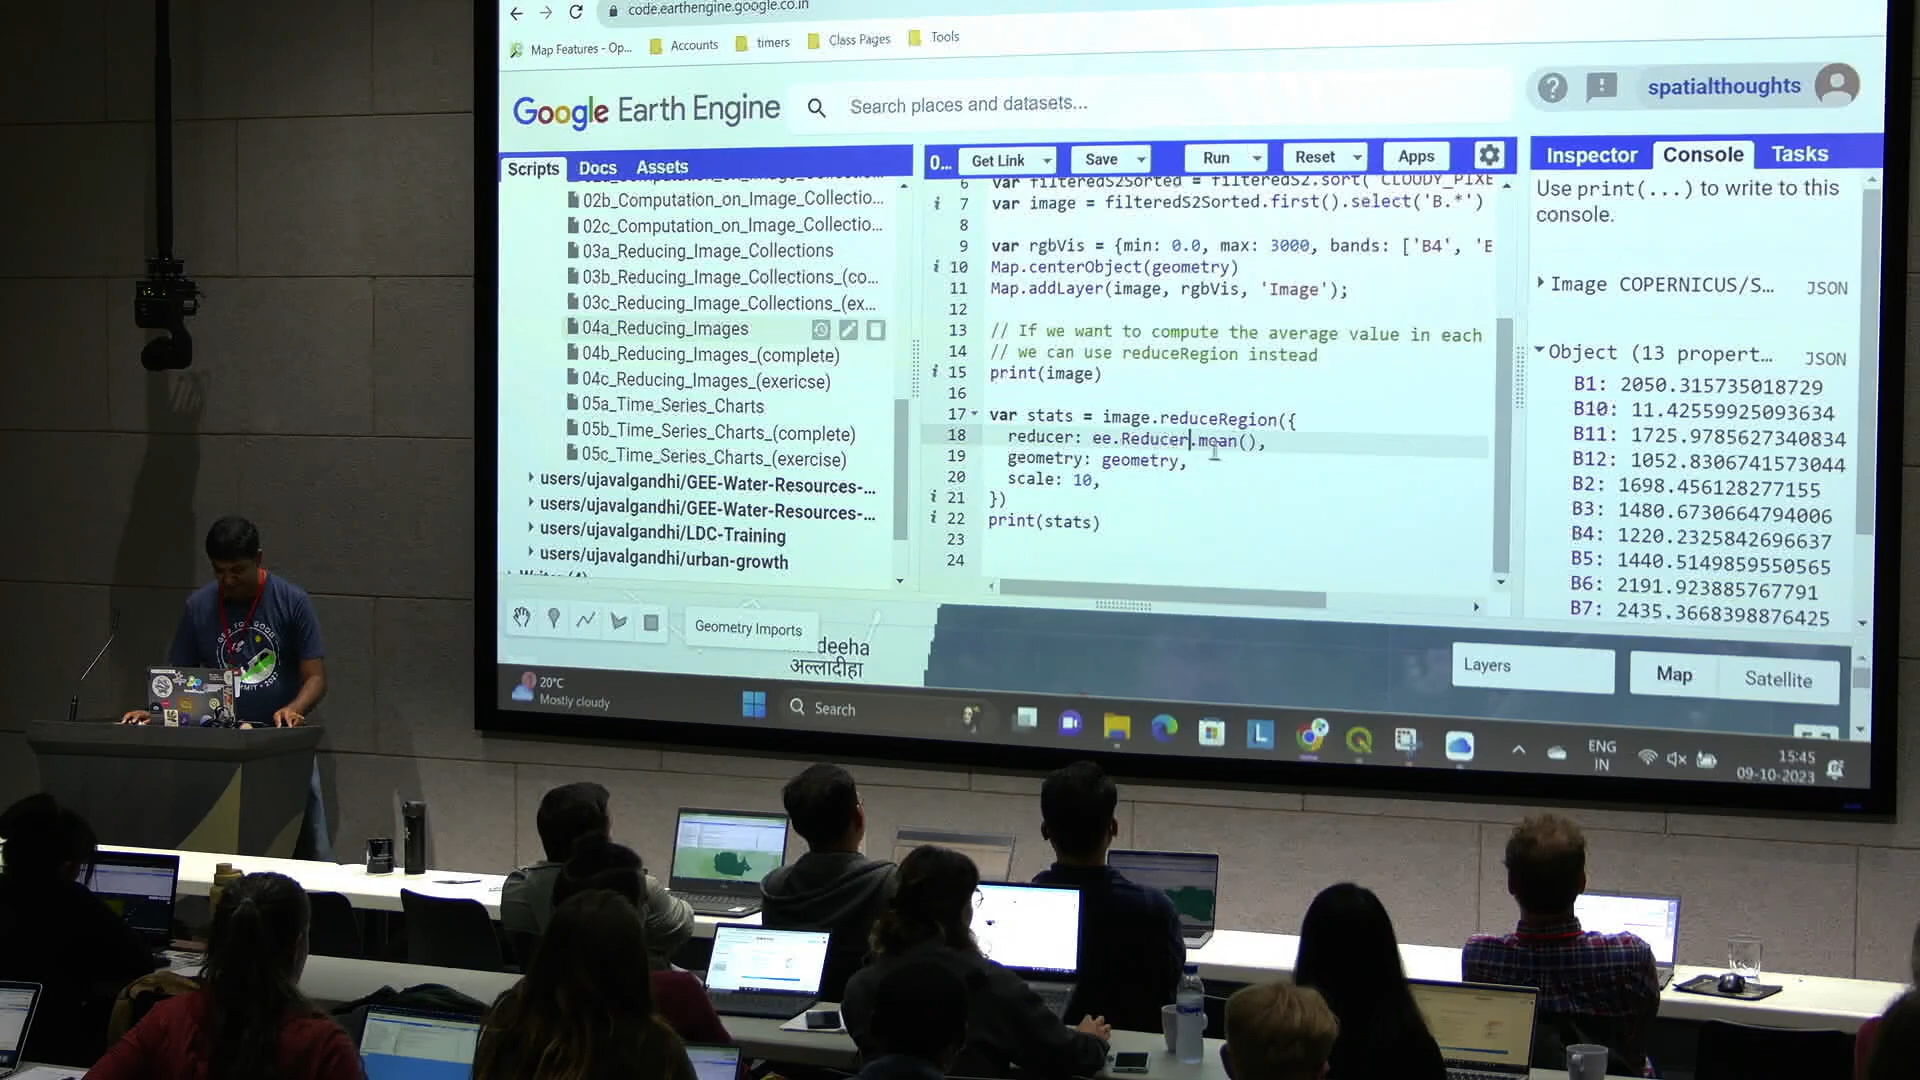 code.earthengine.google.co.in
Map Features - Op...
Accounts
timers
Class Pages
Tools
Google Earth Engine
Search places and datasets...
spatialthoughts
Scripts
Docs
Assets
02b_Computation_on_Image_Collectio...
02c_Computation_on_Image_Collectio...
03a_Reducing_Image_Collections
03b_Reducing_Image_Collections_(co...
03c_Reducing_Image_Collections_(ex...
04a_Reducing_Images
04b_Reducing_Images_(complete)
04c_Reducing_Images_(exericse)
05a_Time_Series_Charts
05b_Time_Series_Charts_(complete)
05c_Time_Series_Charts_(exercise)
users/ujavalgandhi/GEE-Water-Resources-...
users/ujavalgandhi/GEE-Water-Resources-...
users/ujavalgandhi/LDC-Training
users/ujavalgandhi/urban-growth
0...
Get Link
Save
Run
Reset
Apps
6 var filteredS2Sorted = filteredS2.sort('CLOUDY_PIXE
i 7 var image = filteredS2Sorted.first().select('B.*')
8
9 var rgbVis = {min: 0.0, max: 3000, bands: ['B4', 'E
i 10 Map.centerObject(geometry)
11 Map.addLayer(image, rgbVis, 'Image');
12
13 // If we want to compute the average value in each
14 // we can use reduceRegion instead
i 15 print(image)
16
17 var stats = image.reduceRegion({
18 reducer: ee.Reducer.mean(),
19 geometry: geometry,
20 scale: 10,
i 21 })
i 22 print(stats)
23
24
Inspector
Console
Tasks
Use print(...) to write to this
console.
Image COPERNICUS/S...
JSON
Object (13 propert...
JSON
B1: 2050.315735018729
B10: 11.42559925093634
B11: 1725.9785627340834
B12: 1052.8306741573044
B2: 1698.456128277155
B3: 1480.6730664794006
B4: 1220.2325842696637
B5: 1440.5149859550565
B6: 2191.923885767791
B7: 2435.3668398876425
Geometry Imports
deeha
अल्लादीहा
Layers
Map
Satellite
20°C
Mostly cloudy
Search
L
ENG
IN
15:45
09-10-2023